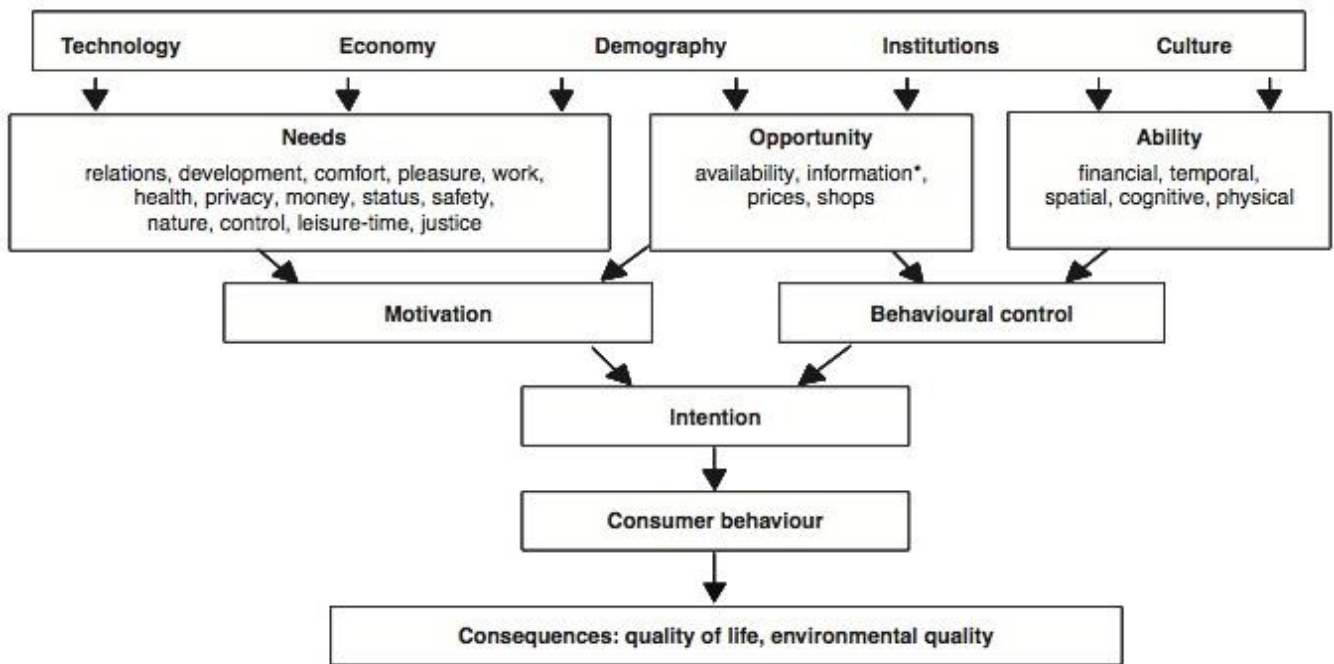 Technology Economy Demography Institutions Culture
Needs
relations, development, comfort, pleasure, work,
health, privacy, money, status, safety,
nature, control, leisure-time, justice
Opportunity
availability, information*,
prices, shops
Ability
financial, temporal,
spatial, cognitive, physical
Motivation
Behavioural control
Intention
Consumer behaviour
Consequences: quality of life, environmental quality